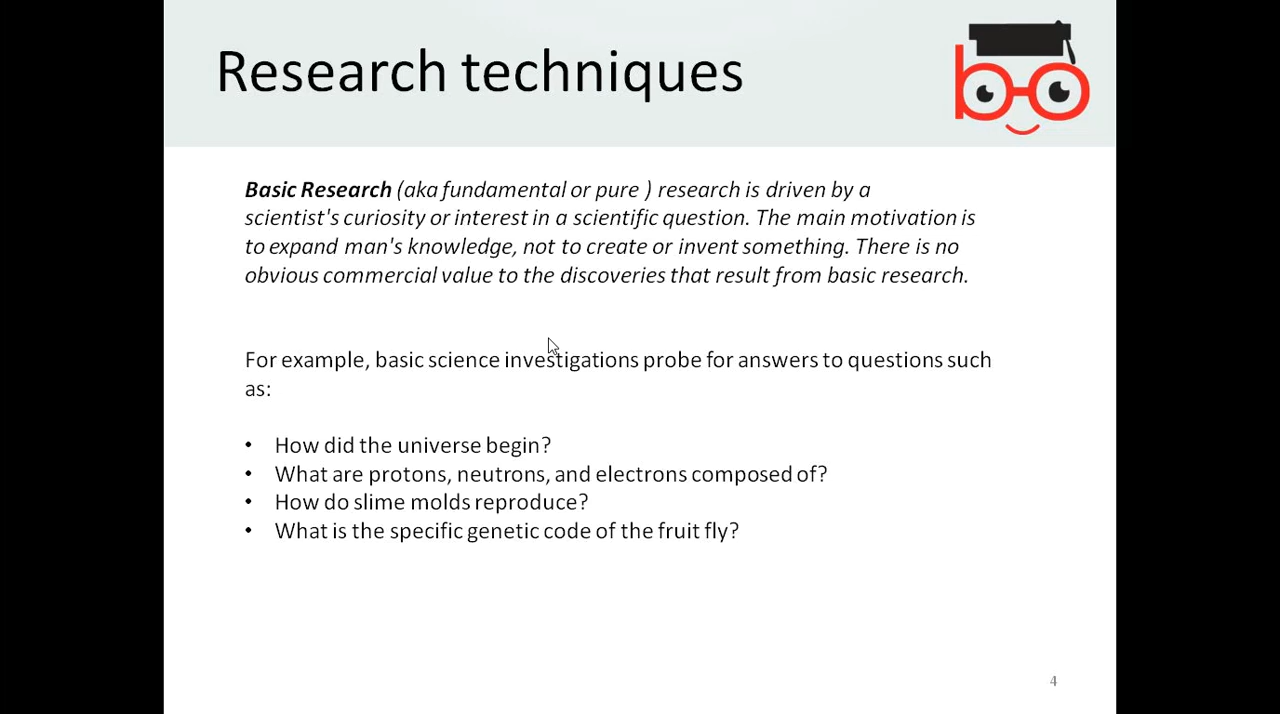 Research techniques
Basic Research (aka fundamental or pure ) research is driven by a
scientist's curiosity or interest in a scientific question. The main motivation is
to expand man's knowledge, not to create or invent something. There is no
obvious commercial value to the discoveries that result from basic research.
For example, basic science investigations probe for answers to questions such
as:
• How did the universe begin?
• What are protons, neutrons, and electrons composed of?
• How do slime molds reproduce?
• What is the specific genetic code of the fruit fly?
4